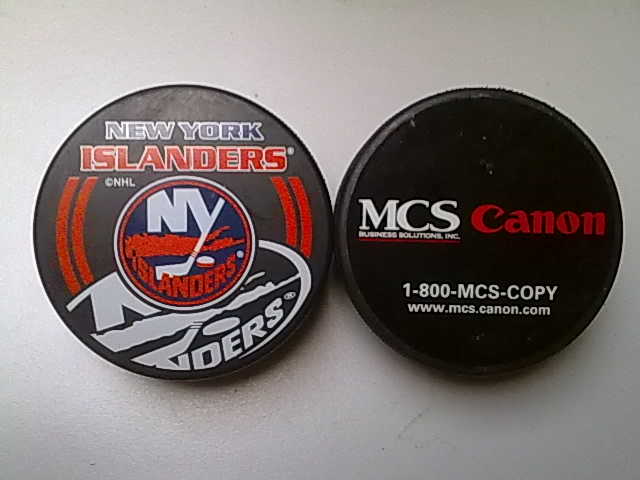 NEW YORK
ISLANDERS®
©NHL
NY
ISLANDERS
NDERS®
MCS Canon
BUSINESS SOLUTIONS, INC.
1-800-MCS-COPY
www.mcs.canon.com